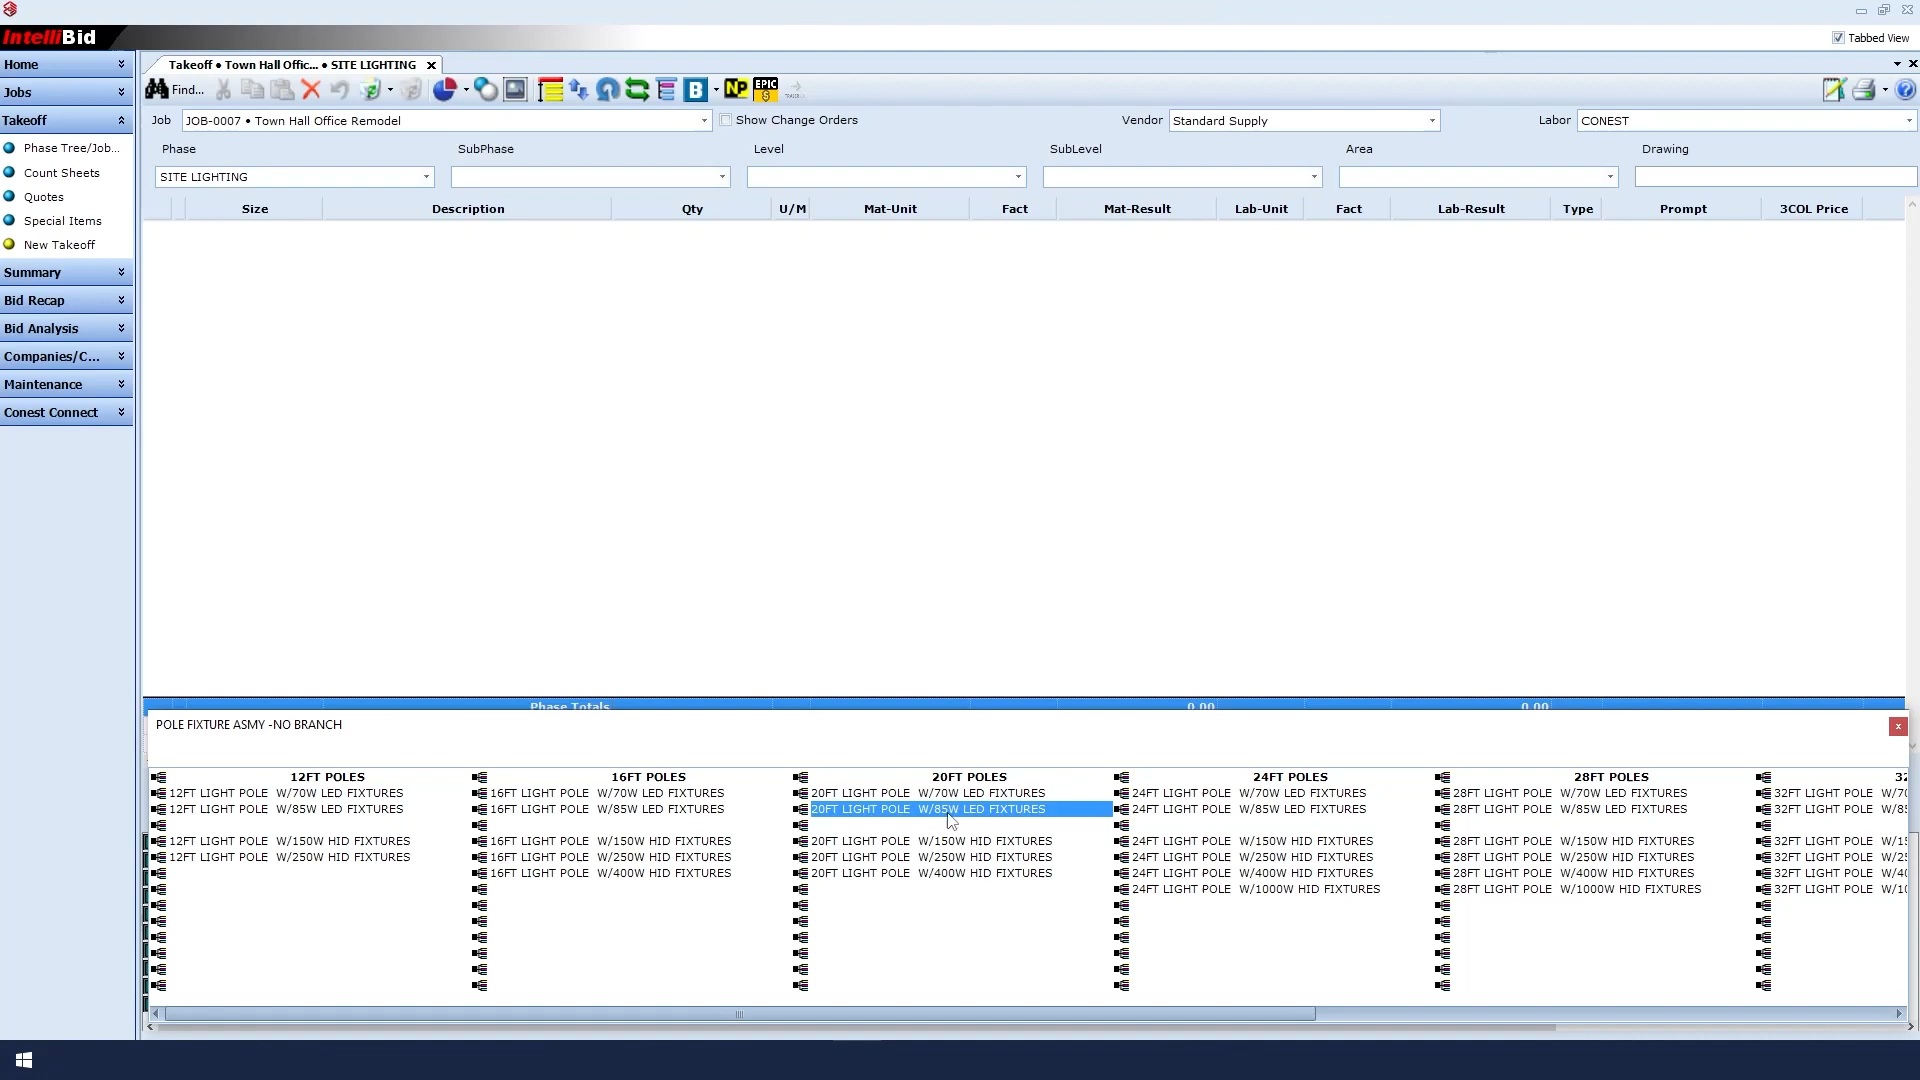 IntelliBid
Tabbed View
Home
Jobs
Takeoff
Phase Tree/Job...
Count Sheets
Quotes
Special Items
New Takeoff
Summary
Bid Recap
Bid Analysis
Companies/C...
Maintenance
Conest Connect
Takeoff • Town Hall Offic... • SITE LIGHTING
Find...
B
NP
EPIC
$
Job JOB-0007 • Town Hall Office Remodel Show Change Orders Vendor Standard Supply Labor CONEST
Phase SubPhase Level SubLevel Area Drawing
SITE LIGHTING
Size Description Qty U/M Mat-Unit Fact Mat-Result Lab-Unit Fact Lab-Result Type Prompt 3COL Price
Phase Totals 0.00 0.00
POLE FIXTURE ASMY -NO BRANCH
12FT POLES 16FT POLES 20FT POLES 24FT POLES 28FT POLES 32
12FT LIGHT POLE W/70W LED FIXTURES 16FT LIGHT POLE W/70W LED FIXTURES 20FT LIGHT POLE W/70W LED FIXTURES 24FT LIGHT POLE W/70W LED FIXTURES 28FT LIGHT POLE W/70W LED FIXTURES 32FT LIGHT POLE W/70
12FT LIGHT POLE W/85W LED FIXTURES 16FT LIGHT POLE W/85W LED FIXTURES 20FT LIGHT POLE W/85W LED FIXTURES 24FT LIGHT POLE W/85W LED FIXTURES 28FT LIGHT POLE W/85W LED FIXTURES 32FT LIGHT POLE W/85
12FT LIGHT POLE W/150W HID FIXTURES 16FT LIGHT POLE W/150W HID FIXTURES 20FT LIGHT POLE W/150W HID FIXTURES 24FT LIGHT POLE W/150W HID FIXTURES 28FT LIGHT POLE W/150W HID FIXTURES 32FT LIGHT POLE W/15
12FT LIGHT POLE W/250W HID FIXTURES 16FT LIGHT POLE W/250W HID FIXTURES 20FT LIGHT POLE W/250W HID FIXTURES 24FT LIGHT POLE W/250W HID FIXTURES 28FT LIGHT POLE W/250W HID FIXTURES 32FT LIGHT POLE W/25
16FT LIGHT POLE W/400W HID FIXTURES 20FT LIGHT POLE W/400W HID FIXTURES 24FT LIGHT POLE W/400W HID FIXTURES 28FT LIGHT POLE W/400W HID FIXTURES 32FT LIGHT POLE W/40
24FT LIGHT POLE W/1000W HID FIXTURES 28FT LIGHT POLE W/1000W HID FIXTURES 32FT LIGHT POLE W/10